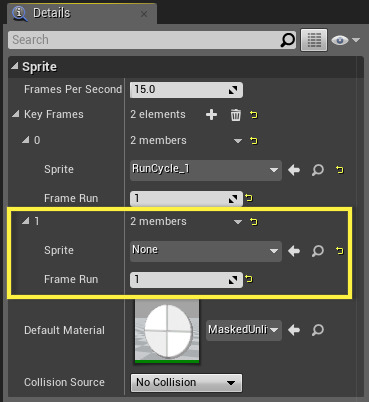 Details
Search
Sprite
Frames Per Second 15.0
Key Frames 2 elements
0 2 members
Sprite RunCycle_1
Frame Run 1
1 2 members
Sprite None
Frame Run 1
Default Material MaskedUnli
Collision Source No Collision